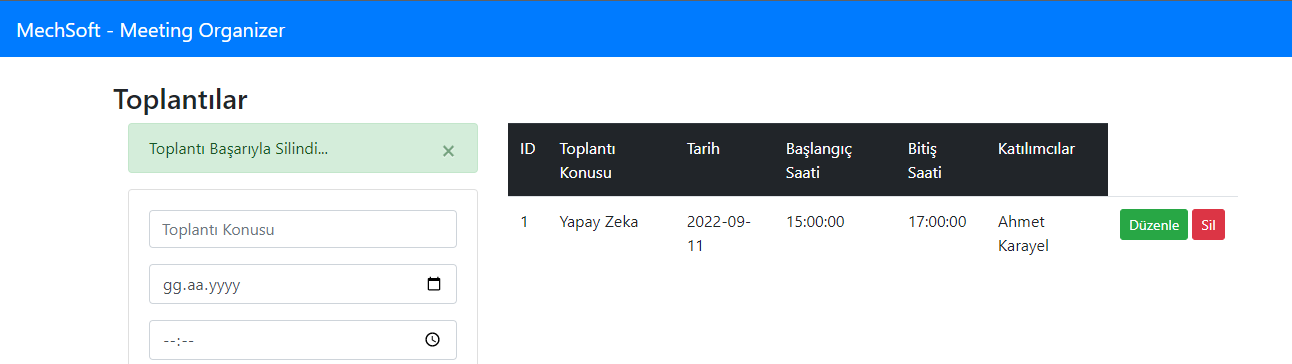 MechSoft - Meeting Organizer
Toplantılar
Toplantı Başarıyla Silindi... ×
Toplantı Konusu
gg.aa.yyyy
--:--
ID Toplantı Tarih Başlangıç Bitiş Katılımcılar
Konusu Saati Saati
1 Yapay Zeka 2022-09- 15:00:00 17:00:00 Ahmet Düzenle Sil
11 Karayel